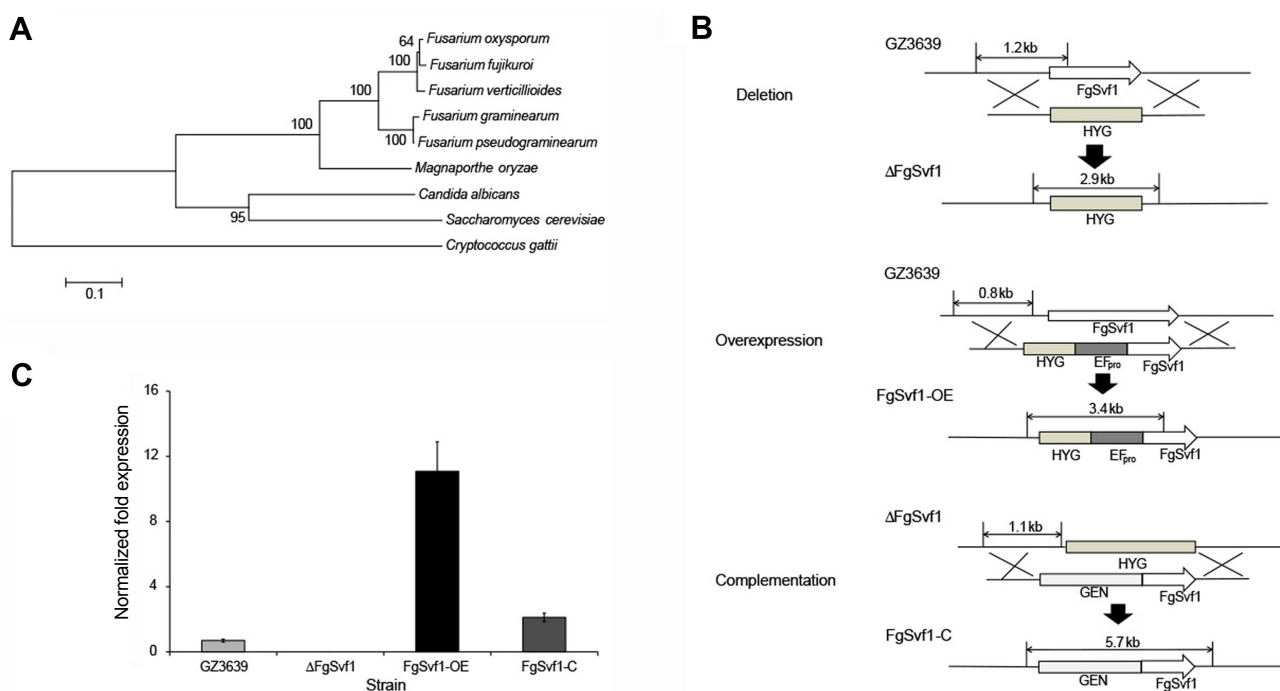 A
64
Fusarium oxysporum
100
Fusarium fujikuroi
100
Fusarium verticillioides
100
Fusarium graminearum
100
Fusarium pseudograminearum
Magnaporthe oryzae
Candida albicans
95
Saccharomyces cerevisiae
Cryptococcus gattii
0.1
B
Deletion
GZ3639
1.2kb
FgSvf1
HYG
ΔFgSvf1
2.9kb
HYG
Overexpression
GZ3639
0.8kb
FgSvf1
HYG EFpro FgSvf1
FgSvf1-OE
3.4kb
HYG EFpro FgSvf1
Complementation
ΔFgSvf1
1.1kb
HYG
GEN FgSvf1
FgSvf1-C
5.7kb
GEN FgSvf1
C
Normalized fold expression
16
12
8
4
0
GZ3639 ΔFgSvf1 FgSvf1-OE FgSvf1-C
Strain